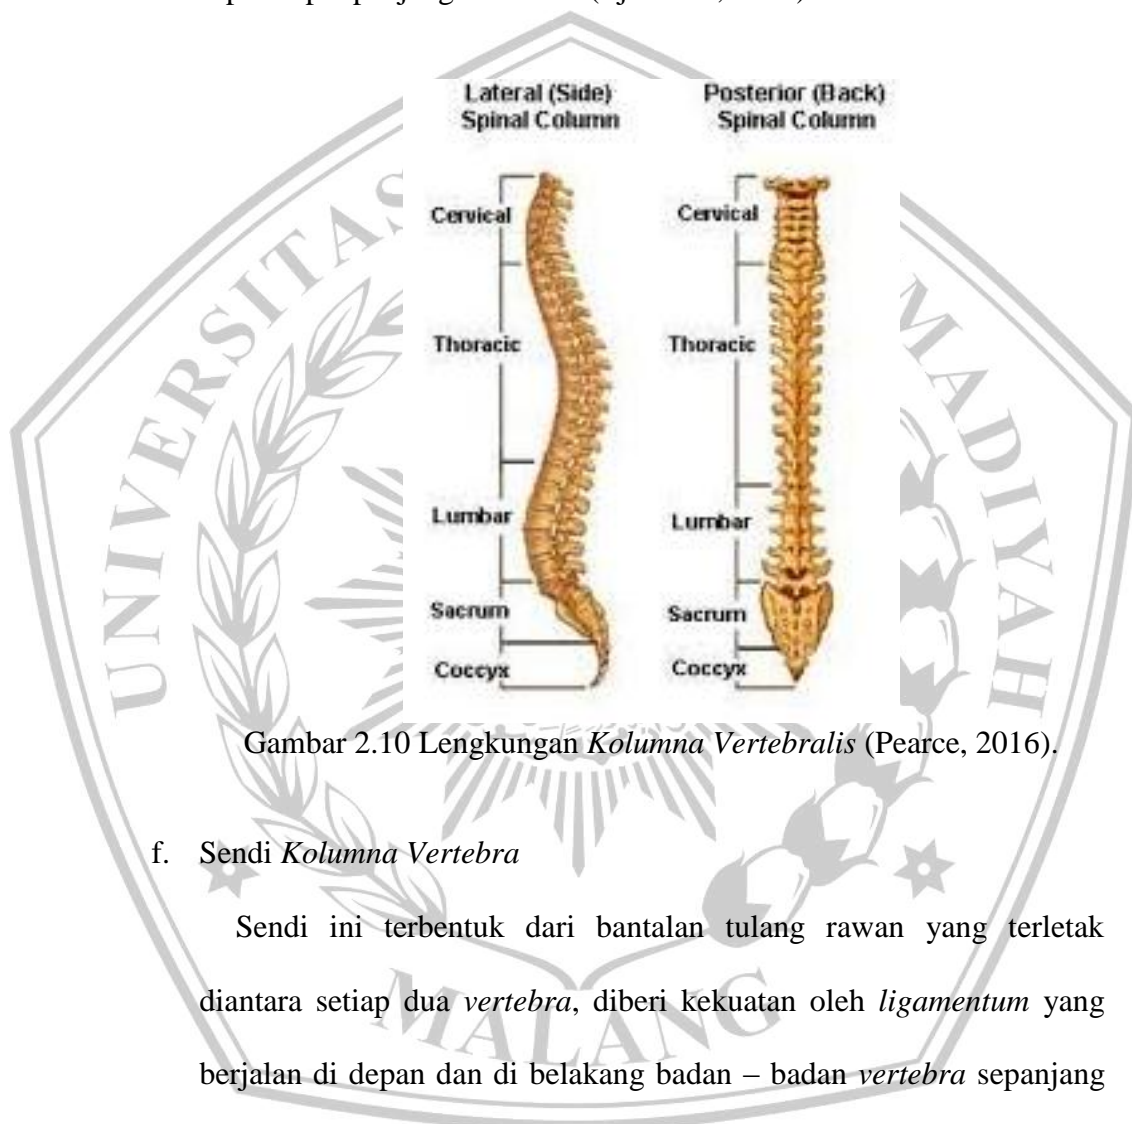 Lateral (Side)
Spinal Column
Cervical
Thoracic
Lumbar
Sacrum
Coccyx
Posterior (Back)
Spinal Column
Cervical
Thoracic
Lumbar
Sacrum
Coccyx
Gambar 2.10 Lengkungan Kolumna Vertebralis (Pearce, 2016).
f. Sendi Kolumna Vertebra
Sendi ini terbentuk dari bantalan tulang rawan yang terletak
diantara setiap dua vertebra, diberi kekuatan oleh ligamentum yang
berjalan di depan dan di belakang badan – badan vertebra sepanjang
MALANG